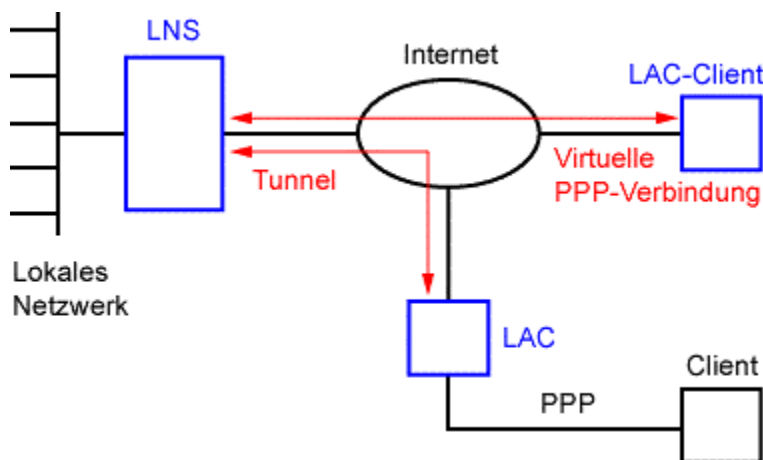 LNS
Internet
LAC-Client
Tunnel
Virtuelle
PPP-Verbindung
Lokales
Netzwerk
LAC
Client
PPP